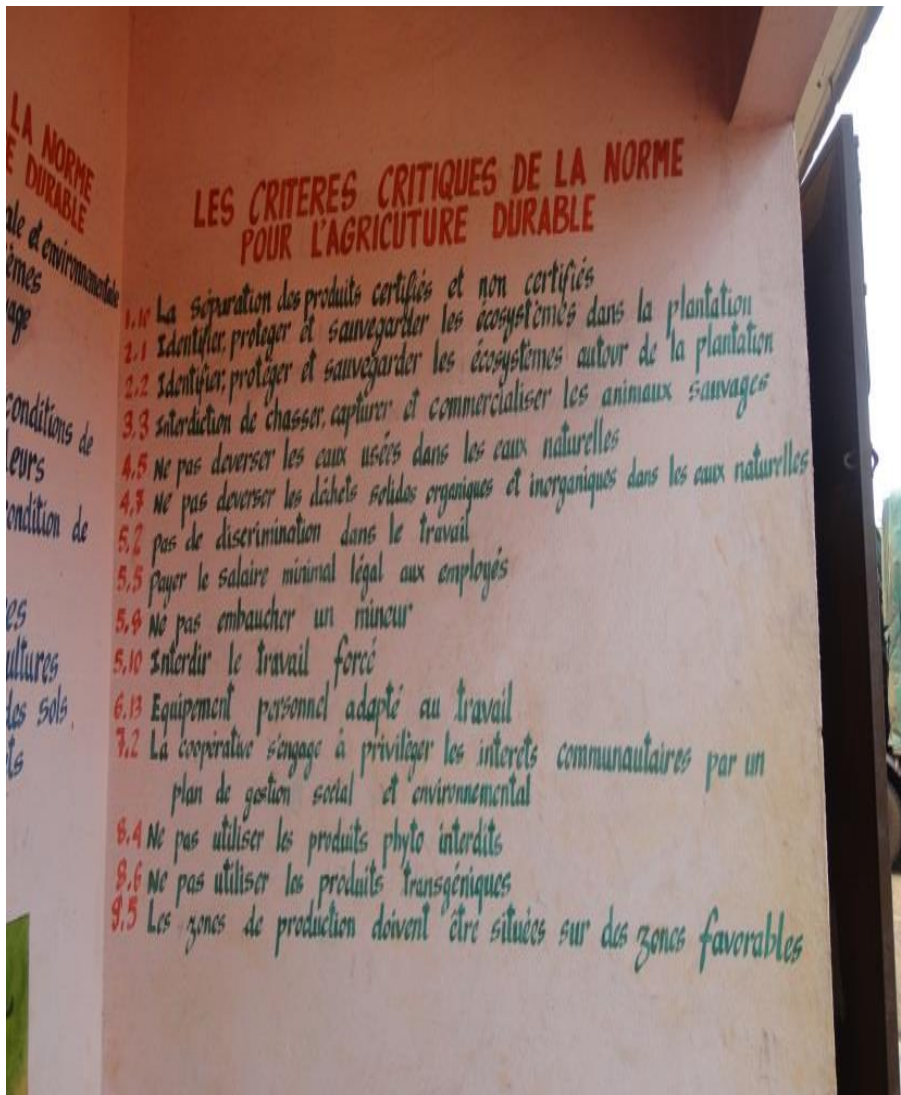 LA NORME
E DURABLE
ale et environnementale
èmes
vage
conditions de
leurs
condition de
es
ultures
des sols
ts
LES CRITERES CRITIQUES DE LA NORME
POUR L'AGRICUTURE DURABLE
1.10 La séparation des produits certifiés et non certifiés
2.1 Identifier, protéger et sauvegarder les écosystèmes dans la plantation
2.2 Identifier, protéger et sauvegarder les écosystèmes autour de la plantation
3.3 interdiction de chasser, capturer et commercialiser les animaux sauvages
4.5 Ne pas deverser les eaux usées dans les eaux naturelles
4.7 Ne pas deverser les déchets solides organiques et inorganiques dans les eaux naturelles
5.2 pas de discrimination dans le travail
5.5 Payer le salaire minimal légal aux employés
5.8 Ne pas embaucher un mineur
5.10 Interdir le travail forcé
6.13 Equipement personnel adapté au travail
7.2 La coopérative s'engage à privilèger les interets communautaires par un
plan de gestion social et environnemental
8.4 Ne pas utiliser les produits phyto interdits
8.6 Ne pas utiliser les produits transgéniques
9.5 Les zones de production doivent être situées sur des zones favorables